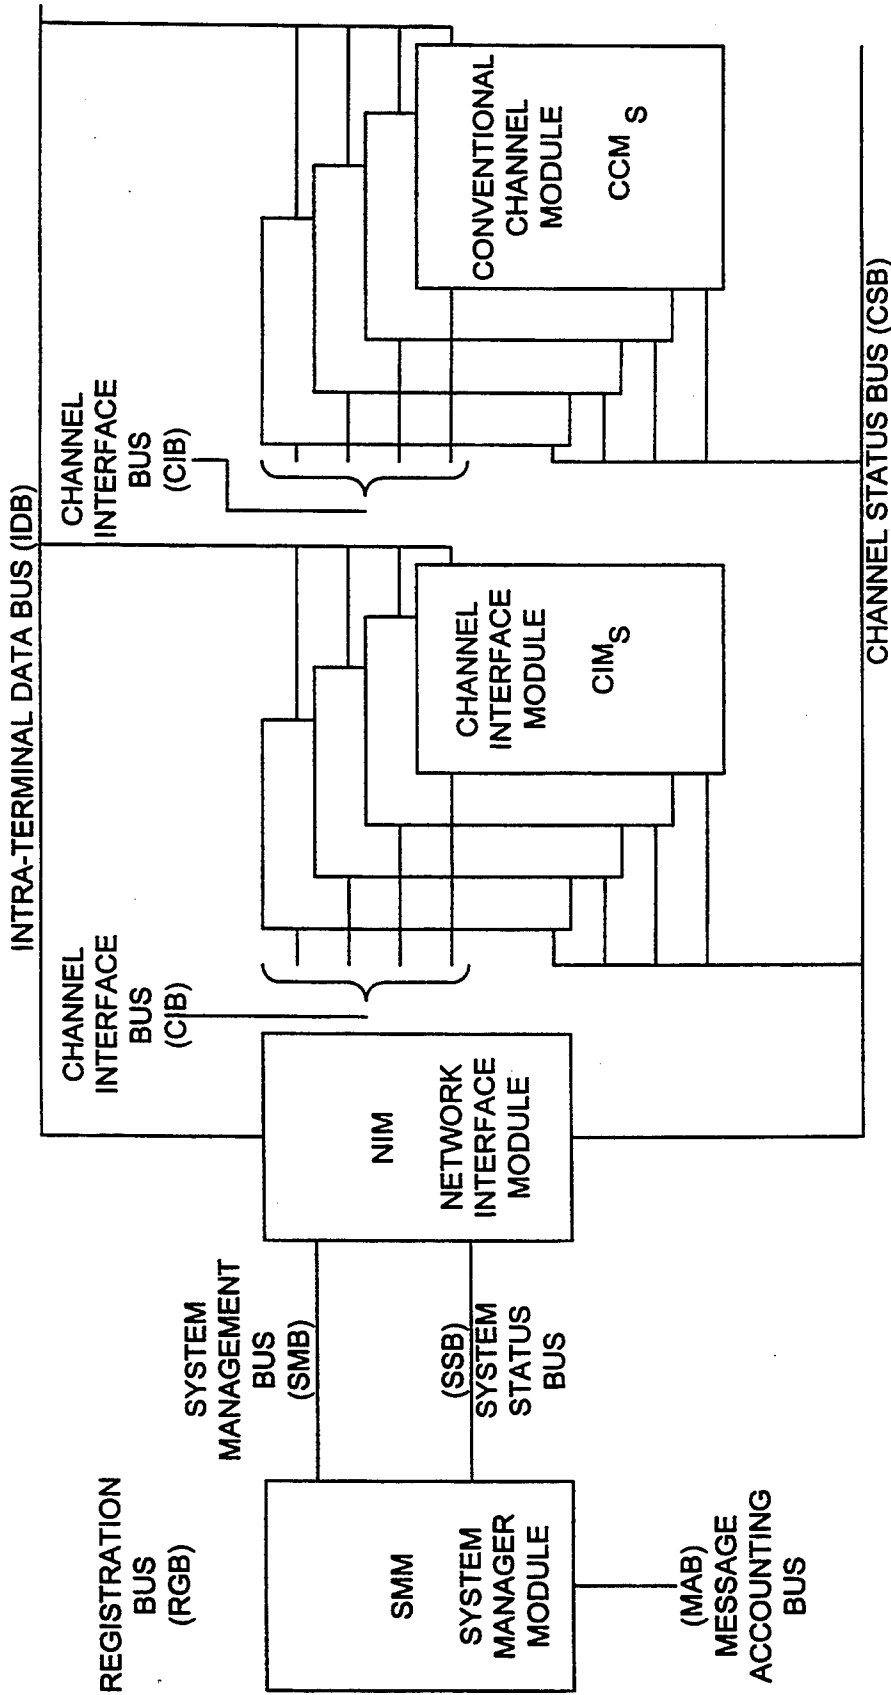 INTRA-TERMINAL DATA BUS (IDB)
REGISTRATION
BUS
(RGB)
SYSTEM
MANAGEMENT
BUS
(SMB)
CHANNEL
INTERFACE
BUS
(CIB)
CHANNEL
INTERFACE
BUS
(CIB)
SMM
SYSTEM
MANAGER
MODULE
(SSB)
SYSTEM
STATUS
BUS
NIM
NETWORK
INTERFACE
MODULE
CHANNEL
INTERFACE
MODULE
CIMS
CONVENTIONAL
CHANNEL
MODULE
CCM S
(MAB)
MESSAGE
ACCOUNTING
BUS
CHANNEL STATUS BUS (CSB)